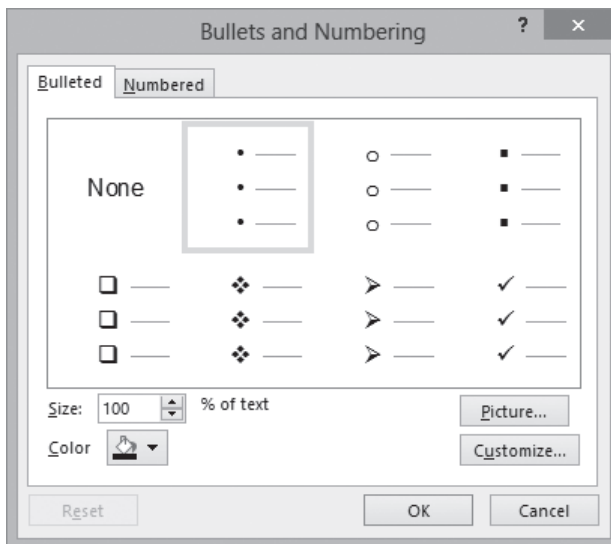 Bullets and Numbering ? ×
Bulleted Numbered
None
Size: 100 % of text
Picture...
Color
Customize...
Reset OK Cancel